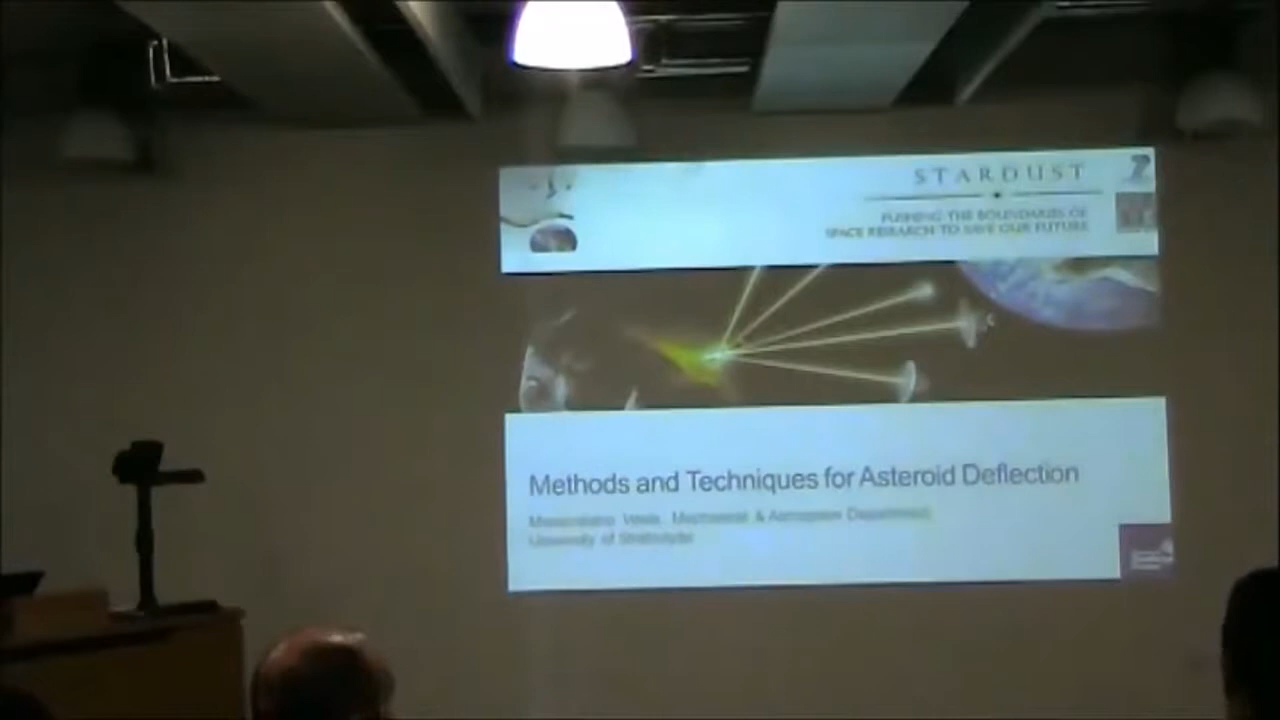 STARDUST
PUSHING THE BOUNDARIES OF
SPACE RESEARCH TO SAVE OUR FUTURE
Methods and Techniques for Asteroid Deflection
Mechanical & Aerospace Department
University of Strathclyde